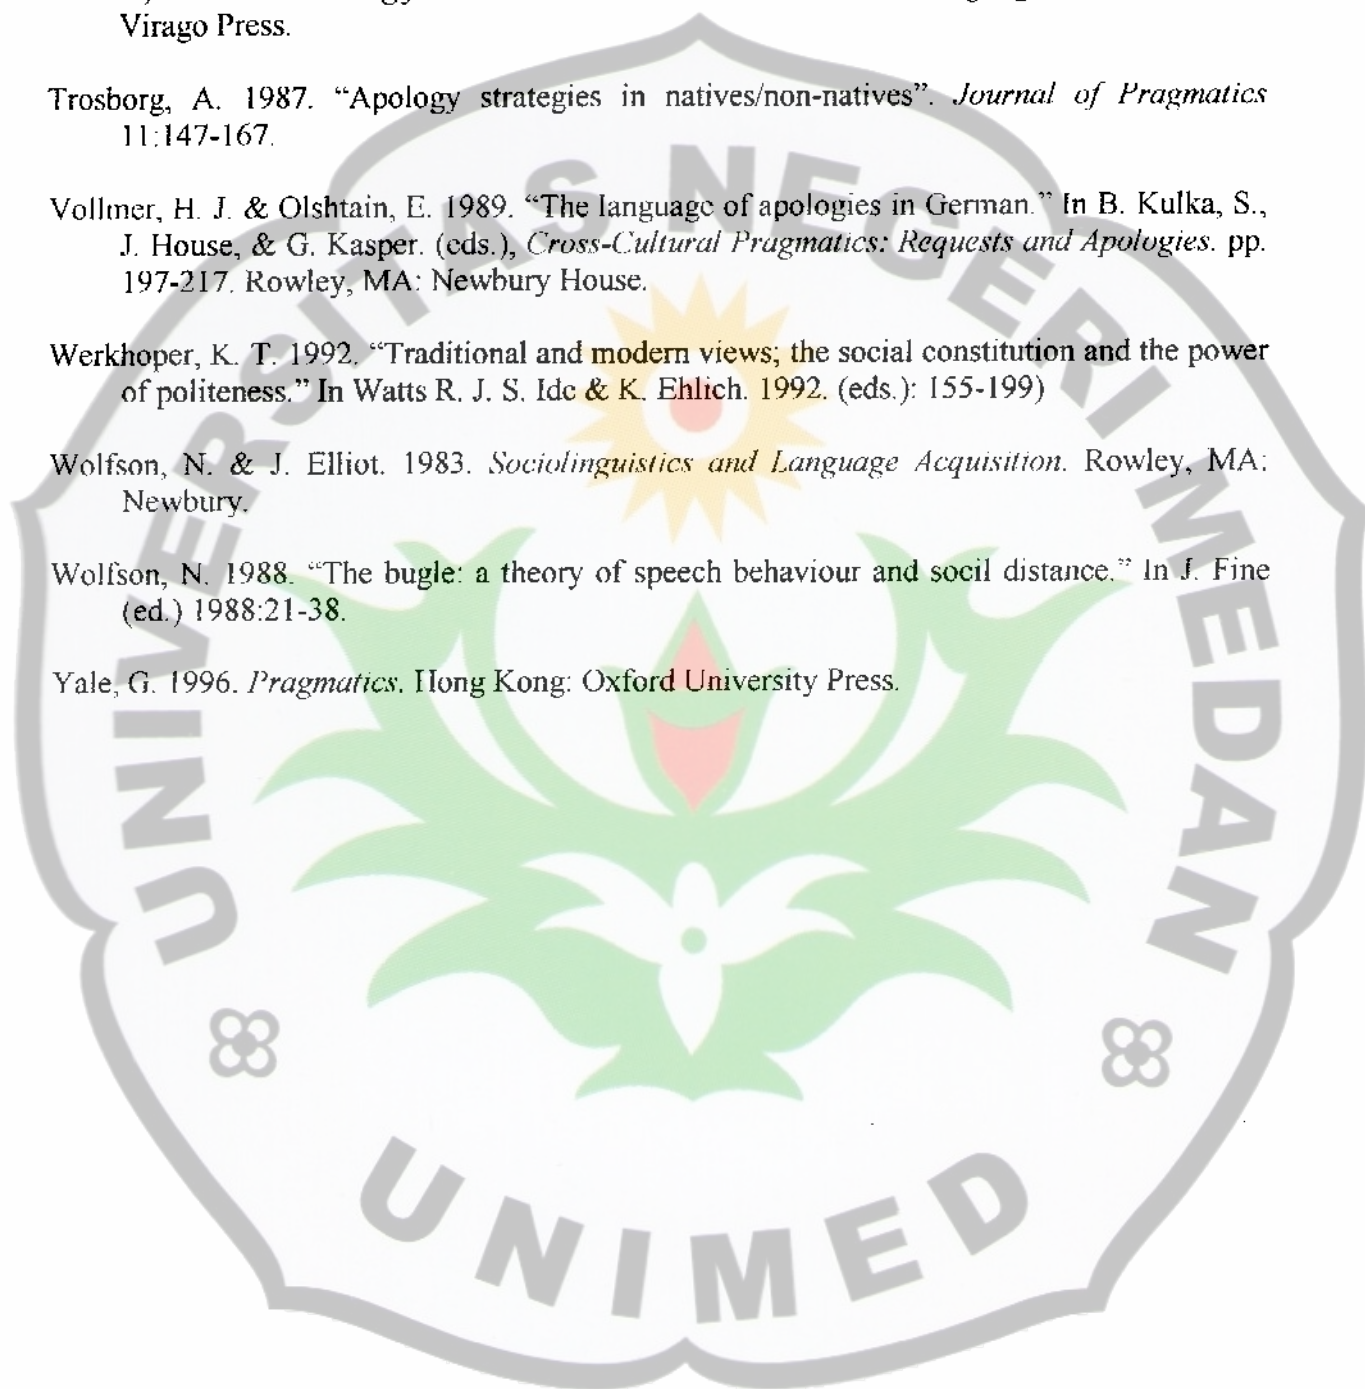 Virago Press.
Trosborg, A. 1987. “Apology strategies in natives/non-natives”. Journal of Pragmatics
11:147-167.
Vollmer, H. J. & Olshtain, E. 1989. “The language of apologies in German.” In B. Kulka, S.,
J. House, & G. Kasper. (eds.), Cross-Cultural Pragmatics: Requests and Apologies. pp.
197-217. Rowley, MA: Newbury House.
Werkhoper, K. T. 1992. “Traditional and modern views; the social constitution and the power
of politeness.” In Watts R. J. S. Ide & K. Ehlich. 1992. (eds.): 155-199)
Wolfson, N. & J. Elliot. 1983. Sociolinguistics and Language Acquisition. Rowley, MA:
Newbury.
Wolfson, N. 1988. “The bugle: a theory of speech behaviour and socil distance.” In J. Fine
(ed.) 1988:21-38.
Yale, G. 1996. Pragmatics. Hong Kong: Oxford University Press.
UNIVERSITAS NEGERI MEDAN
UNIMED